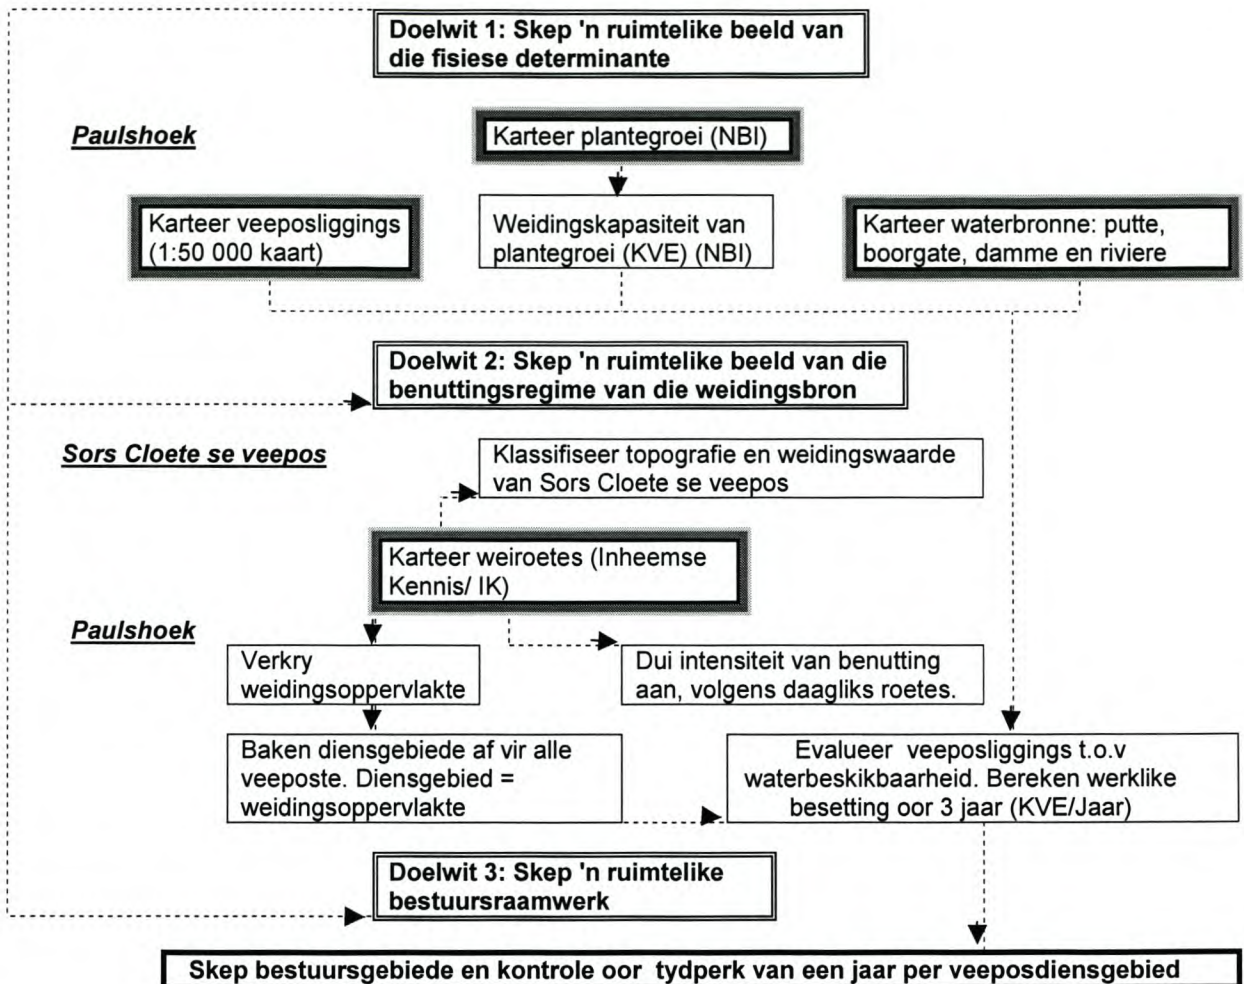 Doelwit 1: Skep 'n ruimtelike beeld van
die fisiese determinante
Paulshoek
Karteer plantegroei (NBI)
Karteer veeposliggings
(1:50 000 kaart)
Weidingskapasiteit van
plantegroei (KVE) (NBI)
Karteer waterbronne: putte,
boorgate, damme en riviere
Doelwit 2: Skep 'n ruimtelike beeld van die
benuttingsregime van die weidingsbron
Sors Cloete se veepos
Klassifiseer topografie en weidingswaarde
van Sors Cloete se veepos
Karteer weiroetes (Inheemse
Kennis/ IK)
Paulshoek
Verkry
weidingsoppervlakte
Dui intensiteit van benutting
aan, volgens daagliks roetes.
Baken diensgebiede af vir alle
veeposte. Diensgebied =
weidingsoppervlakte
Evalueer veeposliggings t.o.v
waterbeskikbaarheid. Bereken werklike
besetting oor 3 jaar (KVE/Jaar)
Doelwit 3: Skep 'n ruimtelike
bestuursraamwerk
Skep bestuursgebiede en kontrole oor tydperk van een jaar per veeposdiensgebied